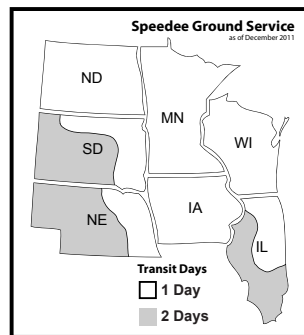 Speedee Ground Service
as of December 2011
ND
MN
SD
WI
NE
IA
IL
Transit Days
1 Day
2 Days